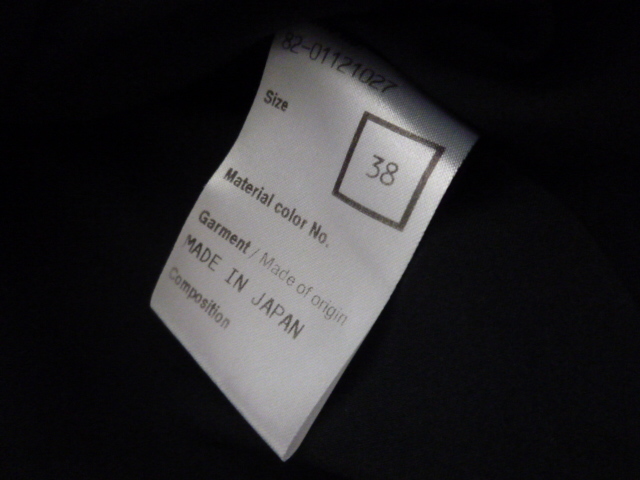 82-01121027
Size
38
Material color No.
Garment / Made of origin
MADE IN JAPAN
Composition